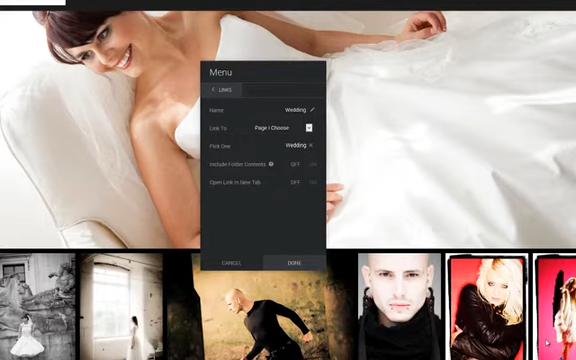 Menu
LINKS
Name Wedding
Link To Page I Choose
Pick One Wedding
Include Folder Contents OFF
Open Link in New Tab OFF
CANCEL DONE